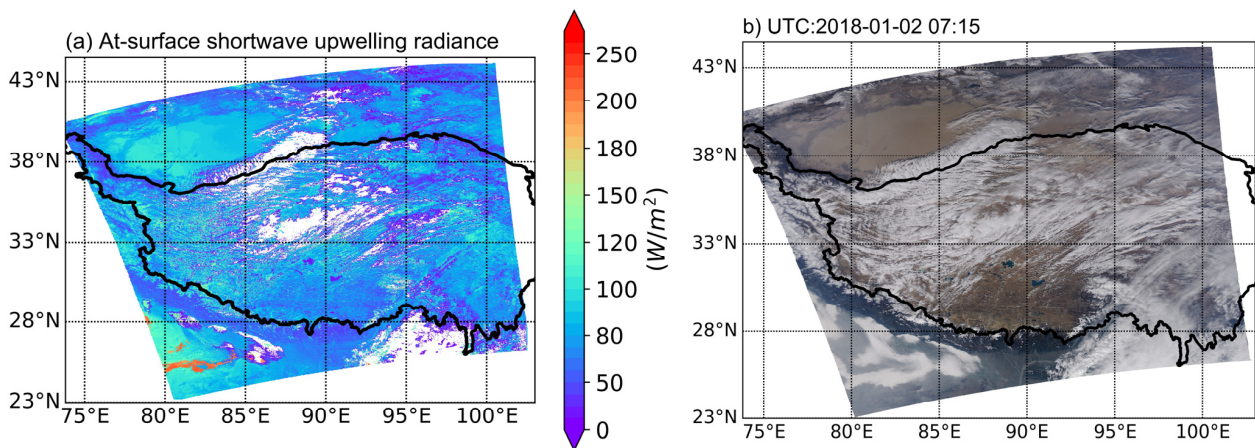 (a) At-surface shortwave upwelling radiance
43°N
38°N
33°N
28°N
23°N
75°E 80°E 85°E 90°E 95°E 100°E
250
200
180
150
120
100
80
50
0
(W/m²)
b) UTC:2018-01-02 07:15
43°N
38°N
33°N
28°N
23°N
75°E 80°E 85°E 90°E 95°E 100°E